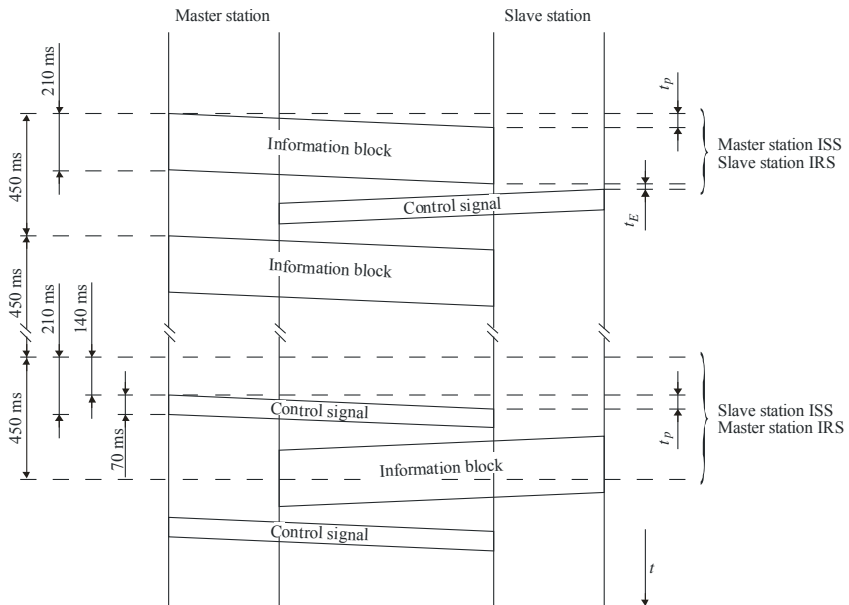 Master station
Slave station
210 ms
t_p
Information block
Master station ISS
Slave station IRS
450 ms
Control signal
t_E
Information block
450 ms
210 ms
140 ms
450 ms
70 ms
Control signal
t_p
Slave station ISS
Master station IRS
Information block
Control signal
t